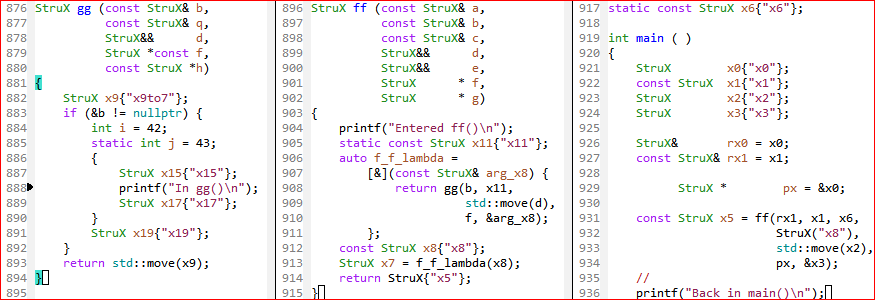 876 StruX gg (const StruX& b,
877 const StruX& q,
878 StruX&& d,
879 StruX *const f,
880 const StruX *h)
881 {
882 StruX x9{"x9to7"};
883 if (&b != nullptr) {
884 int i = 42;
885 static int j = 43;
886 {
887 StruX x15{"x15"};
888 printf("In gg()\n");
889 StruX x17{"x17"};
890 }
891 StruX x19{"x19"};
892 }
893 return std::move(x9);
894 }
896 StruX ff (const StruX& a,
897 const StruX& b,
898 const StruX& c,
899 StruX&& d,
900 StruX&& e,
901 StruX * f,
902 StruX * g)
903 {
904 printf("Entered ff()\n");
905 static const StruX x11{"x11"};
906 auto f_f_lambda =
907 [&](const StruX& arg_x8) {
908 return gg(b, x11,
909 std::move(d),
910 f, &arg_x8);
911 };
912 const StruX x8{"x8"};
913 StruX x7 = f_f_lambda(x8);
914 return StruX{"x5"};
915 }
917 static const StruX x6{"x6"};
918
919 int main ( )
920 {
921 StruX x0{"x0"};
922 const StruX x1{"x1"};
923 StruX x2{"x2"};
924 StruX x3{"x3"};
925
926 StruX& rx0 = x0;
927 const StruX& rx1 = x1;
928
929 StruX * px = &x0;
930
931 const StruX x5 = ff(rx1, x1, x6,
932 StruX("x8"),
933 std::move(x2),
934 px, &x3);
935 //
936 printf("Back in main()\n");